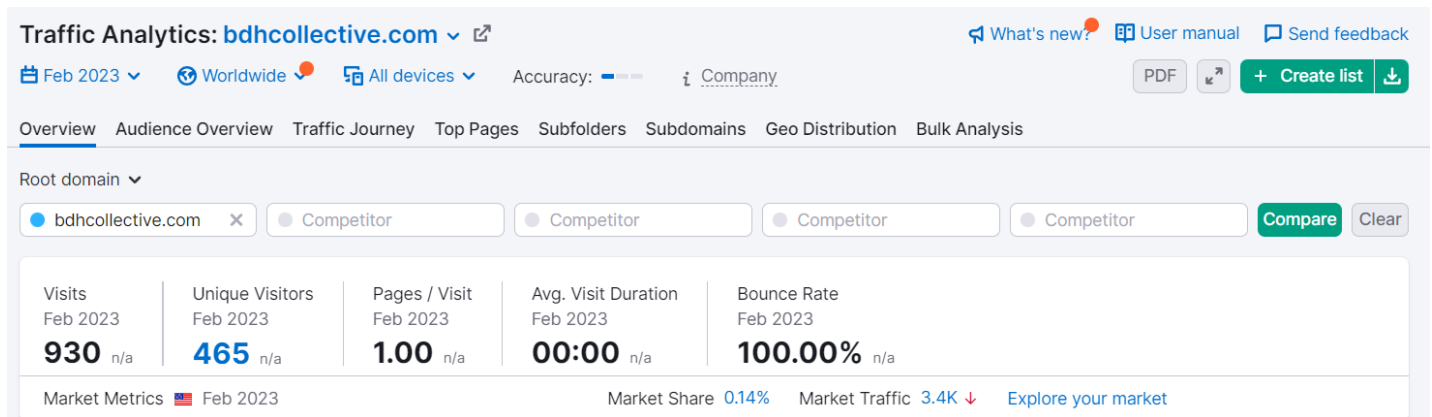 Traffic Analytics: bdhcollective.com
What's new?
User manual
Send feedback
Feb 2023
Worldwide
All devices
Accuracy:
i Company
PDF
+ Create list
Overview
Audience Overview
Traffic Journey
Top Pages
Subfolders
Subdomains
Geo Distribution
Bulk Analysis
Root domain
bdhcollective.com
Competitor
Competitor
Competitor
Competitor
Compare
Clear
Visits
Feb 2023
930 n/a
Unique Visitors
Feb 2023
465 n/a
Pages / Visit
Feb 2023
1.00 n/a
Avg. Visit Duration
Feb 2023
00:00 n/a
Bounce Rate
Feb 2023
100.00% n/a
Market Metrics Feb 2023
Market Share 0.14%
Market Traffic 3.4K ↓
Explore your market